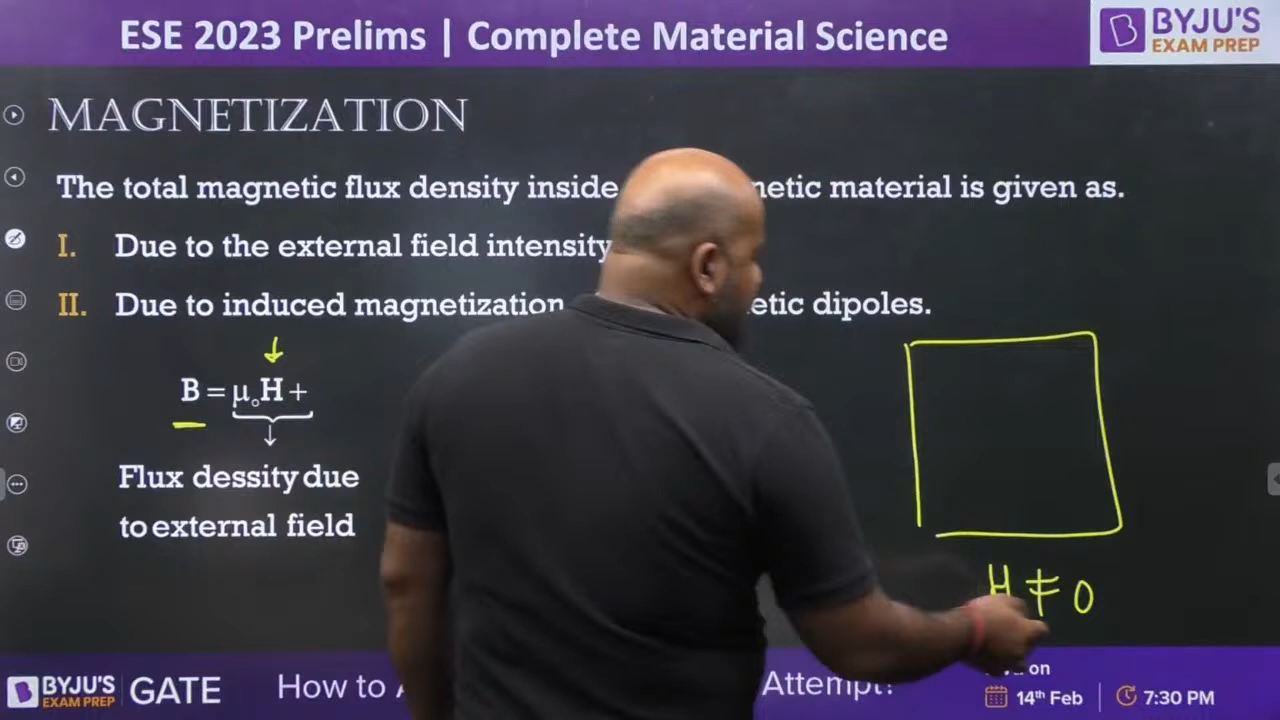 ESE 2023 Prelims | Complete Material Science
BYJU'S
EXAM PREP
MAGNETIZATION
The total magnetic flux density inside netic material is given as.
I. Due to the external field intensity
II. Due to induced magnetization etic dipoles.
B = μ₀H +
Flux dessity due
to external field
H ≠ 0
BYJU'S
EXAM PREP
GATE
How to Attempt?
on
14th Feb
7:30 PM